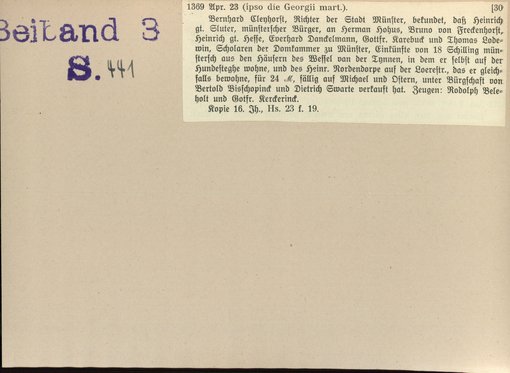 Beiband 3
S. 441
1369 Apr. 23 (ipso die Georgii mart.). [30
Bernhard Cleyhorst, Richter der Stadt Münster, bekundet, daß Heinrich
gt. Sluter, münsterscher Bürger, an Herman Hohus, Bruno von Freckenhorst,
Heinrich gt. Hesse, Everhard Danckelmann, Gottfr. Karebuck und Thomas Lode-
win, Scholaren der Domkammer zu Münster, Einkünfte von 18 Schilling mün-
stersch aus den Häusern des Wessel van der Tynnen, in dem er selbst auf der
Hundesteghe wohne, und des Heinr. Nordendorpe auf der Loerestr., das er gleich-
falls bewohne, für 24 M, fällig auf Michael und Ostern, unter Bürgschaft von
Bertold Bisschopinck und Dietrich Swarte verkauft hat. Zeugen: Rodolph Bele-
holt und Gotfr. Kerckerinck.
Kopie 16. Jh., Hs. 23 f. 19.